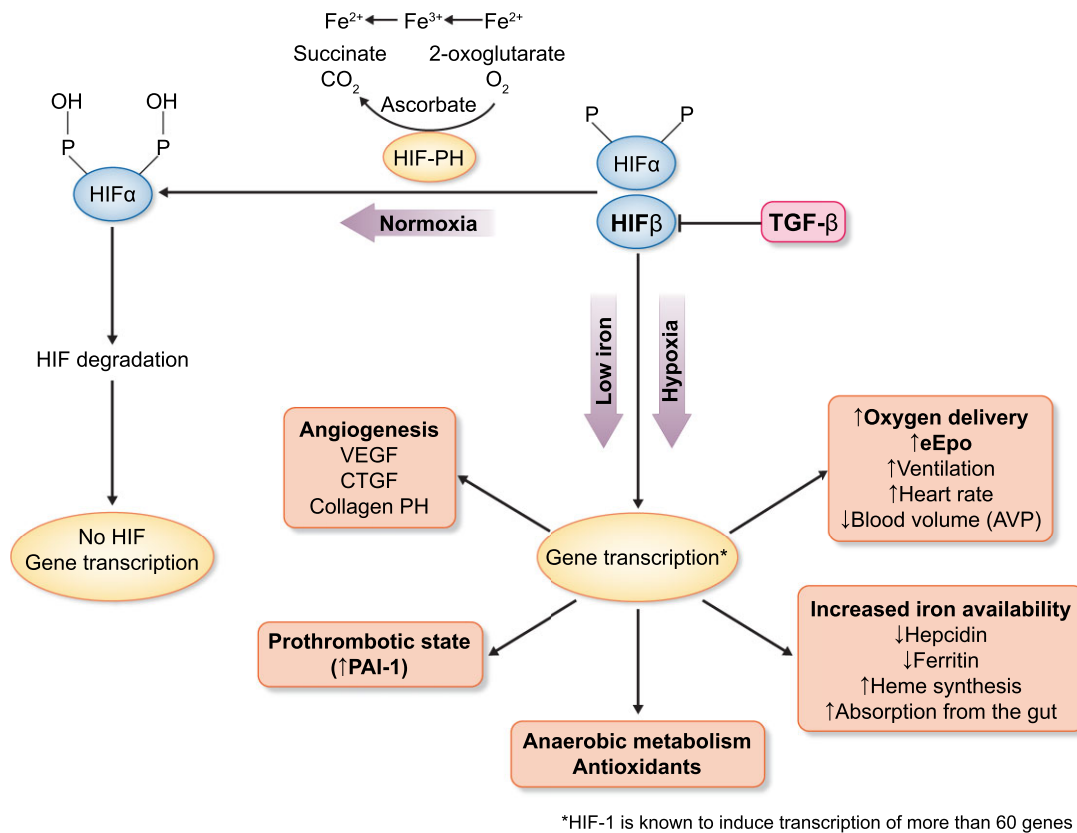 Fe²⁺ Fe³⁺ Fe²⁺
Succinate 2-oxoglutarate
CO₂ O₂
Ascorbate
HIF-PH
OH OH
P P
HIFα
P P
HIFα
HIFβ
TGF-β
Normoxia
HIF degradation
No HIF
Gene transcription
Low iron
Hypoxia
Angiogenesis
VEGF
CTGF
Collagen PH
↑Oxygen delivery
↑eEpo
↑Ventilation
↑Heart rate
↓Blood volume (AVP)
Gene transcription*
Prothrombotic state
(↑PAI-1)
Increased iron availability
↓Hepcidin
↓Ferritin
↑Heme synthesis
↑Absorption from the gut
Anaerobic metabolism
Antioxidants
*HIF-1 is known to induce transcription of more than 60 genes